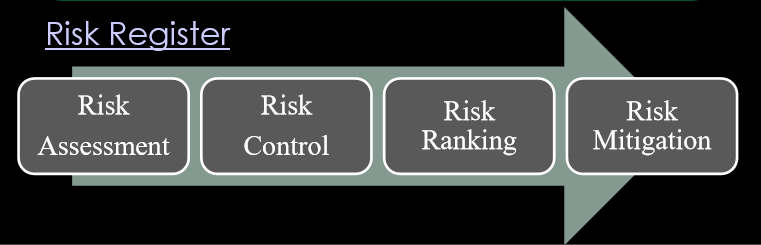 Risk Register
Risk
Assessment
Risk
Control
Risk
Ranking
Risk
Mitigation